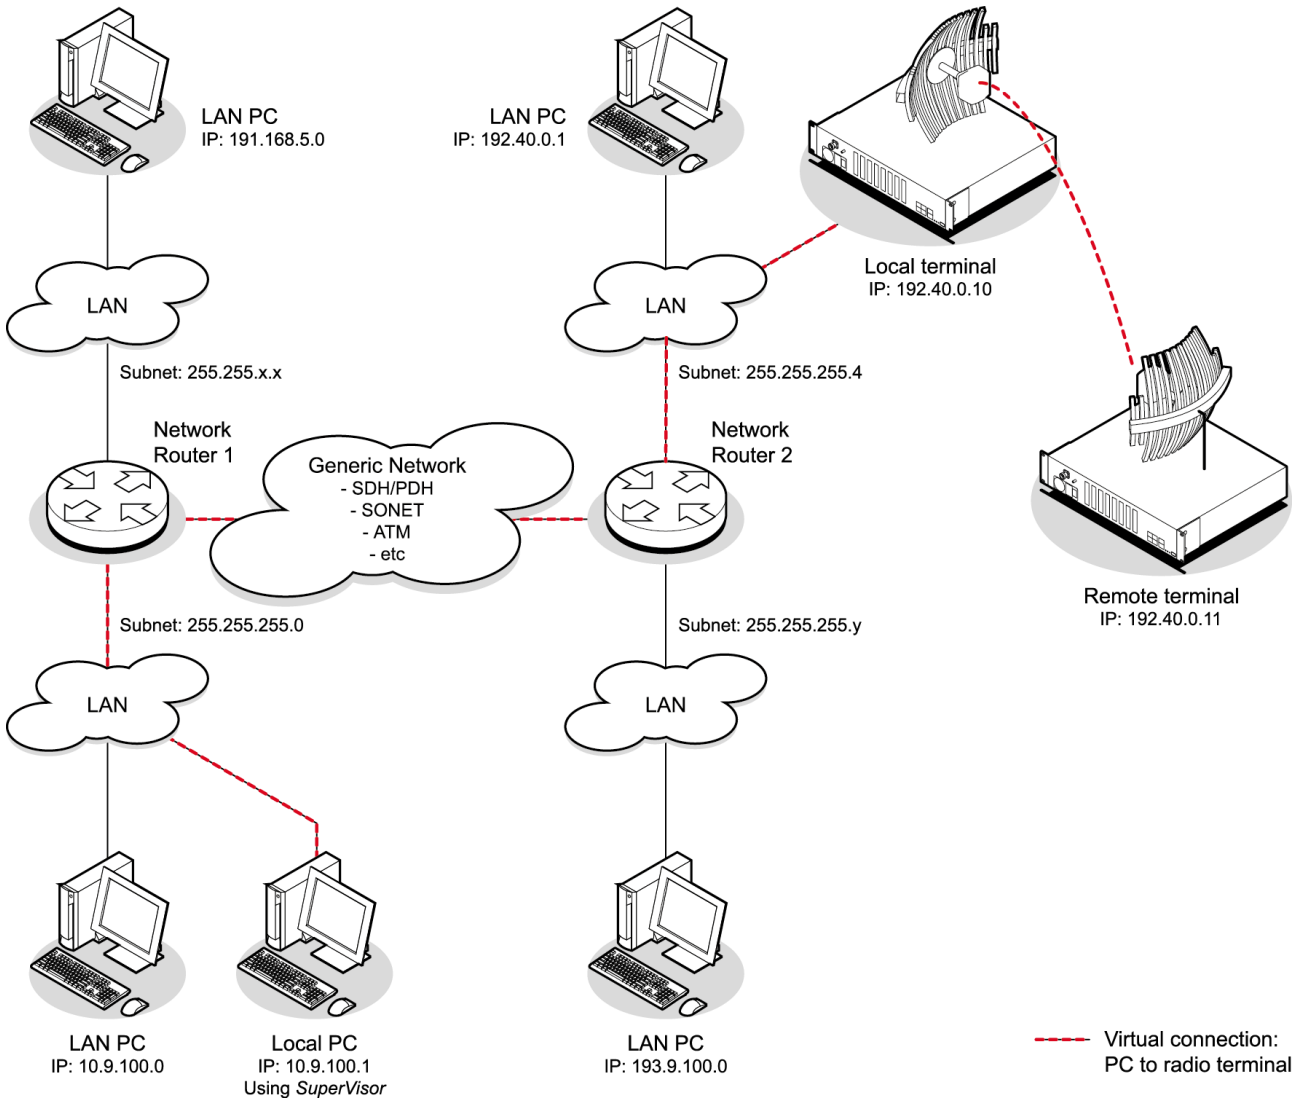 LAN PC
IP: 191.168.5.0
LAN PC
IP: 192.40.0.1
Local terminal
IP: 192.40.0.10
LAN
LAN
Subnet: 255.255.x.x
Subnet: 255.255.255.4
Network
Router 1
Generic Network
- SDH/PDH
- SONET
- ATM
- etc
Network
Router 2
Remote terminal
IP: 192.40.0.11
Subnet: 255.255.255.0
Subnet: 255.255.255.y
LAN
LAN
LAN PC
IP: 10.9.100.0
Local PC
IP: 10.9.100.1
Using SuperVisor
LAN PC
IP: 193.9.100.0
Virtual connection:
PC to radio terminal